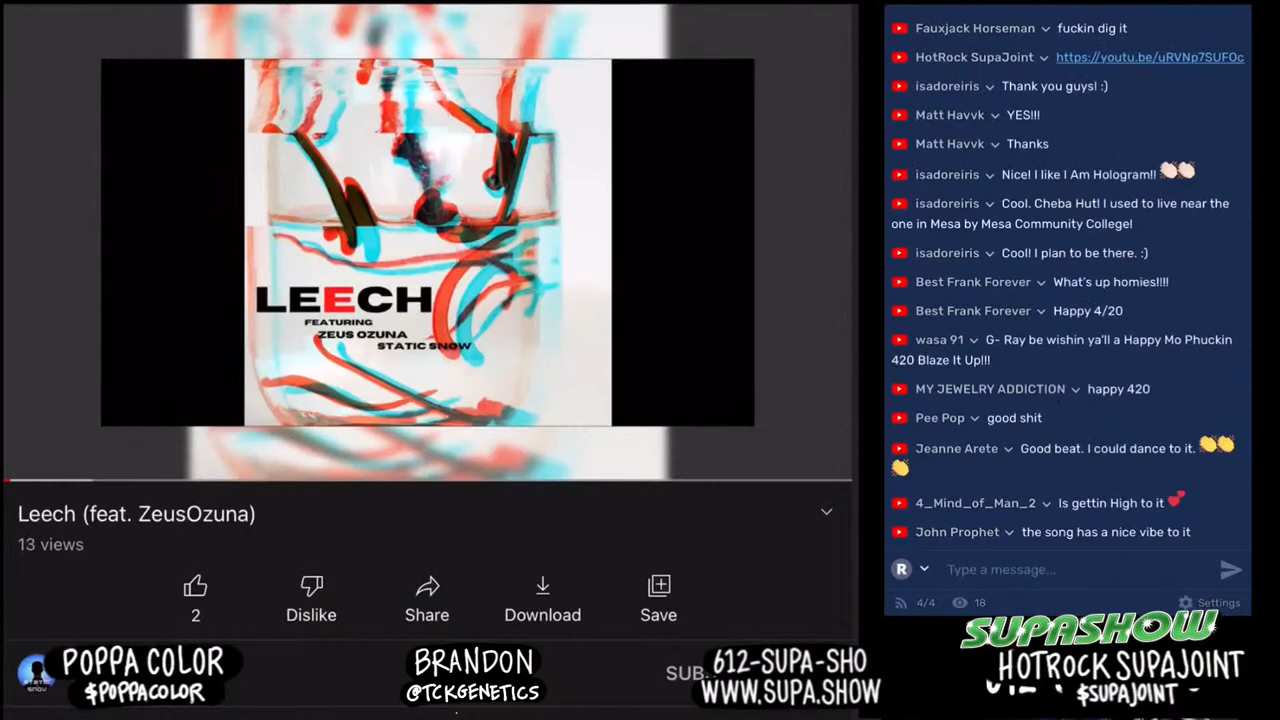 LEECH
FEATURING
ZEUS OZUNA
STATIC SNOW
Leech (feat. ZeusOzuna)
13 views
2
Dislike
Share
Download
Save
SUB
POPPA COLOR
$POPPACOLOR
BRANDON
@TCKGENETICS
612-SUPA-SHO
WWW.SUPA.SHOW
Fauxjack Horseman fuckin dig it
HotRock SupaJoint https://youtu.be/uRVNp7SUFOc
isadoreiris Thank you guys! :)
Matt Havvk YES!!!
Matt Havvk Thanks
isadoreiris Nice! I like I Am Hologram!!
isadoreiris Cool. Cheba Hut! I used to live near the
one in Mesa by Mesa Community College!
isadoreiris Cool! I plan to be there. :)
Best Frank Forever What's up homies!!!!
Best Frank Forever Happy 4/20
wasa 91 G- Ray be wishin ya'll a Happy Mo Phuckin
420 Blaze It Up!!!
MY JEWELRY ADDICTION happy 420
Pee Pop good shit
Jeanne Arete Good beat. I could dance to it.
4_Mind_of_Man_2 Is gettin High to it
John Prophet the song has a nice vibe to it
R Type a message...
4/4 18 Settings
SUPASHOW
HOTROCK SUPAJOINT
$SUPAJOINT